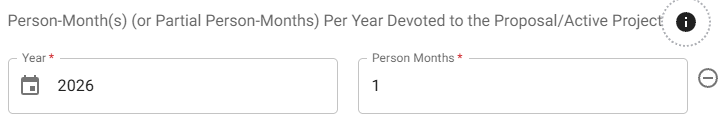 Person-Month(s) (or Partial Person-Months) Per Year Devoted to the Proposal/Active Project
Year *
Person Months *
2026
1